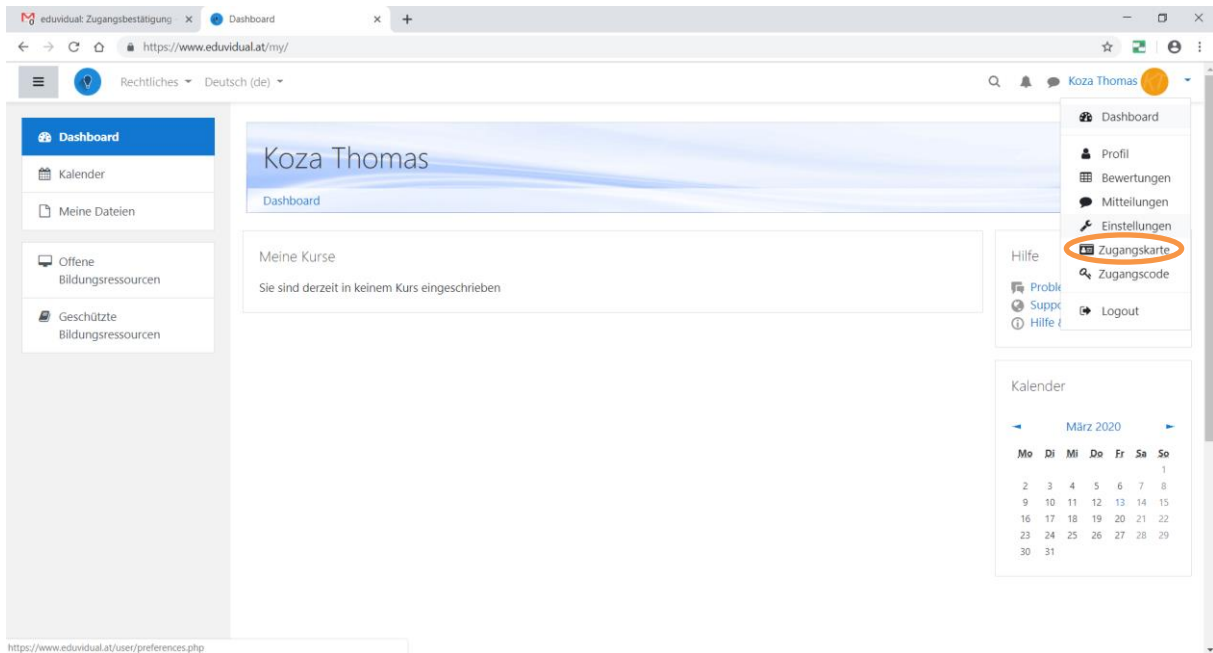 eduvidual: Zugangsbestätigung
Dashboard
https://www.eduvidual.at/my/
Rechtliches Deutsch (de)
Koza Thomas
Dashboard
Kalender
Meine Dateien
Offene
Bildungsressourcen
Geschützte
Bildungsressourcen
Koza Thomas
Dashboard
Meine Kurse
Sie sind derzeit in keinem Kurs eingeschrieben
Dashboard
Profil
Bewertungen
Mitteilungen
Einstellungen
Zugangskarte
Zugangscode
Logout
Hilfe
Proble
Suppo
Hilfe &
Kalender
März 2020
Mo Di Mi Do Fr Sa So
1
2 3 4 5 6 7 8
9 10 11 12 13 14 15
16 17 18 19 20 21 22
23 24 25 26 27 28 29
30 31
https://www.eduvidual.at/user/preferences.php